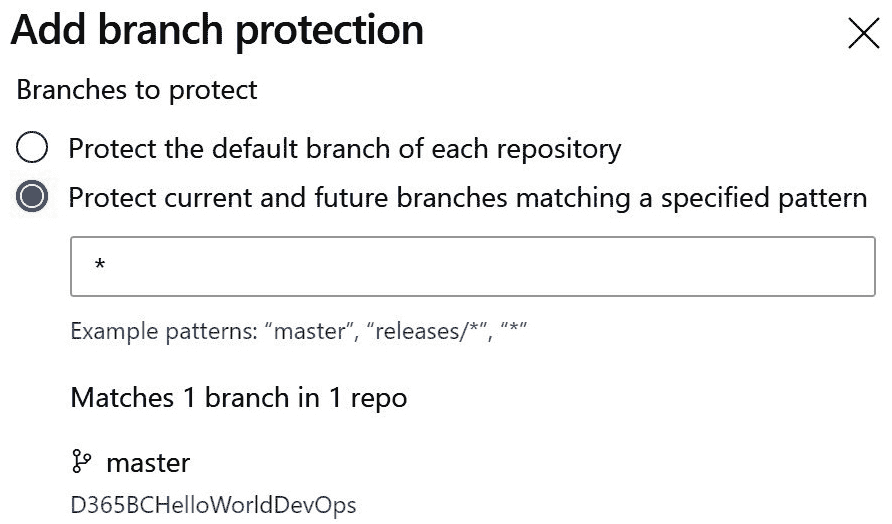 Add branch protection
Branches to protect
Protect the default branch of each repository
Protect current and future branches matching a specified pattern
*
Example patterns: “master”, “releases/*”, “*”
Matches 1 branch in 1 repo
master
D365BCHelloWorldDevOps